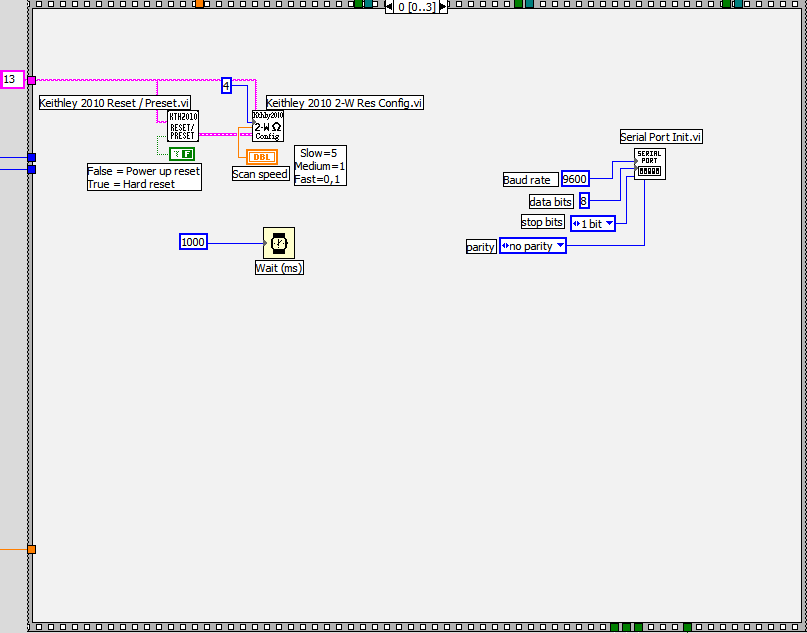 0 [0..3]
13
4
Keithley 2010 Reset / Preset.vi
Keithley 2010 2-W Res Config.vi
KTH2010
RESET/
PRESET
Kthly2010
2-W Ω
Config
F
DBL
False = Power up reset
True = Hard reset
Scan speed
Slow=5
Medium=1
Fast=0,1
1000
Wait (ms)
Serial Port Init.vi
SERIAL
PORT
Baud rate 9600
data bits 8
stop bits 1 bit
parity no parity